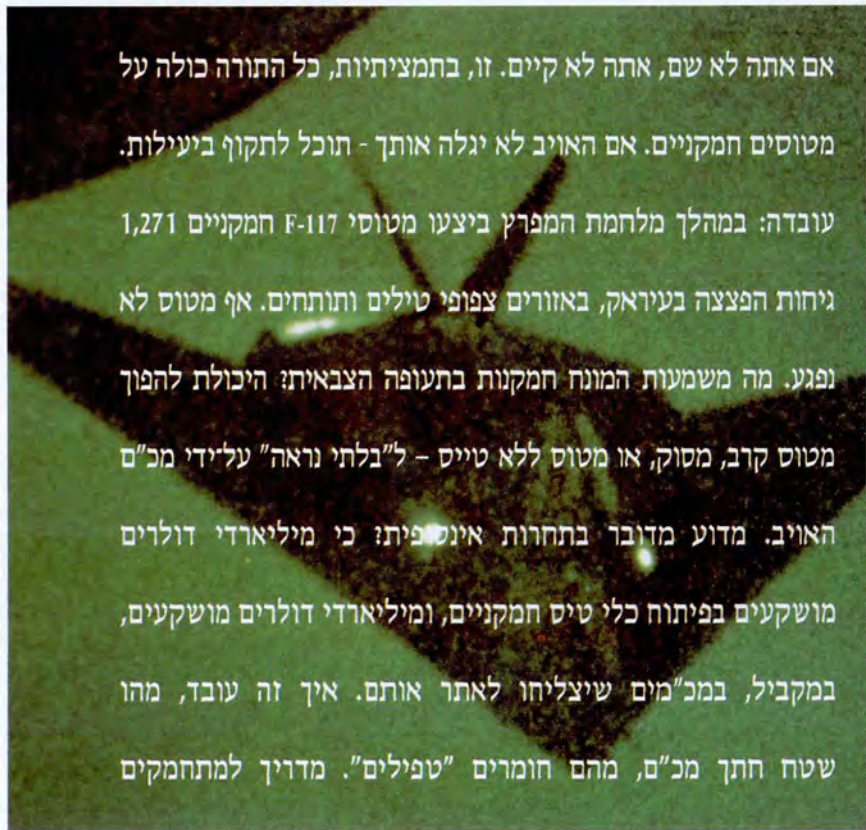 אם אתה לא שם, אתה לא קיים. זו, בתמציתיות, כל התורה כולה על
מטוסים חמקניים. אם האויב לא יגלה אותך - תוכל לתקוף ביעילות.
עובדה: במהלך מלחמת המפרץ ביצעו מטוסי F-117 חמקניים 1,271
גיחות הפצצה בעיראק, באזורים צפופי טילים ותותחים. אף מטוס לא
נפגע. מה משמעות המונח חמקנות בתעופה הצבאית? היכולת להפוך
מטוס קרב, מסוק, או מטוס ללא טייס – ל"בלתי נראה" על־ידי מכ"ם
האויב. מדוע מדובר בתחרות אינסופית? כי מיליארדי דולרים
מושקעים בפיתוח כלי טיס חמקניים, ומיליארדי דולרים מושקעים,
במקביל, במכ"מים שיצליחו לאתר אותם. איך זה עובד, מהו
שטח חתך מכ"ם, מהם חומרים "טפילים". מדריך למתחמקים